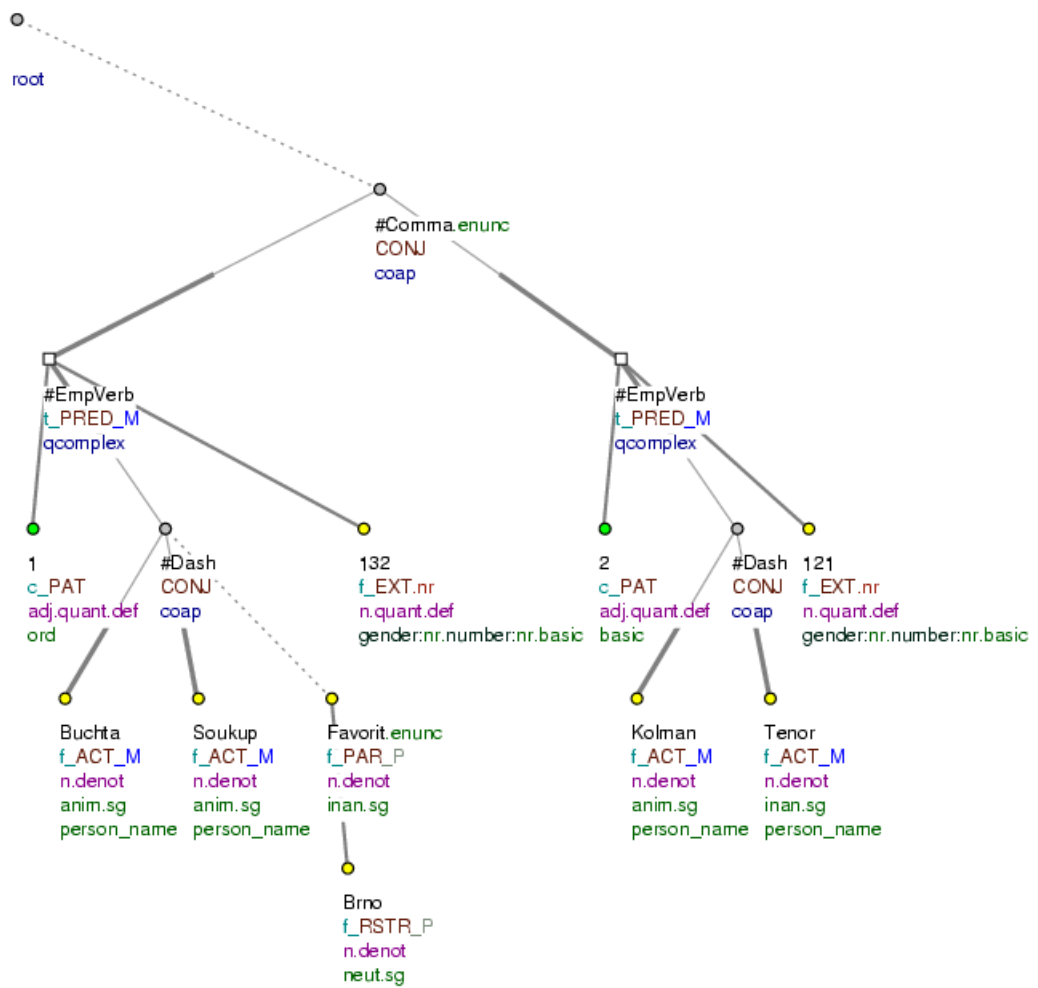 root
#Comma.enunc
CONJ
coap
#EmpVerb
t_PRED_M
qcomplex
#EmpVerb
t_PRED_M
qcomplex
1
c_PAT
adj.quant.def
ord
#Dash
CONJ
coap
132
f_EXT.nr
n.quant.def
gender:nr.number:nr.basic
2
c_PAT
adj.quant.def
basic
#Dash
CONJ
coap
121
f_EXT.nr
n.quant.def
gender:nr.number:nr.basic
Buchta
f_ACT_M
n.denot
anim.sg
person_name
Soukup
f_ACT_M
n.denot
anim.sg
person_name
Favorit.enunc
f_PAR_P
n.denot
inan.sg
Kolman
f_ACT_M
n.denot
anim.sg
person_name
Tenor
f_ACT_M
n.denot
inan.sg
person_name
Brno
f_RSTR_P
n.denot
neut.sg